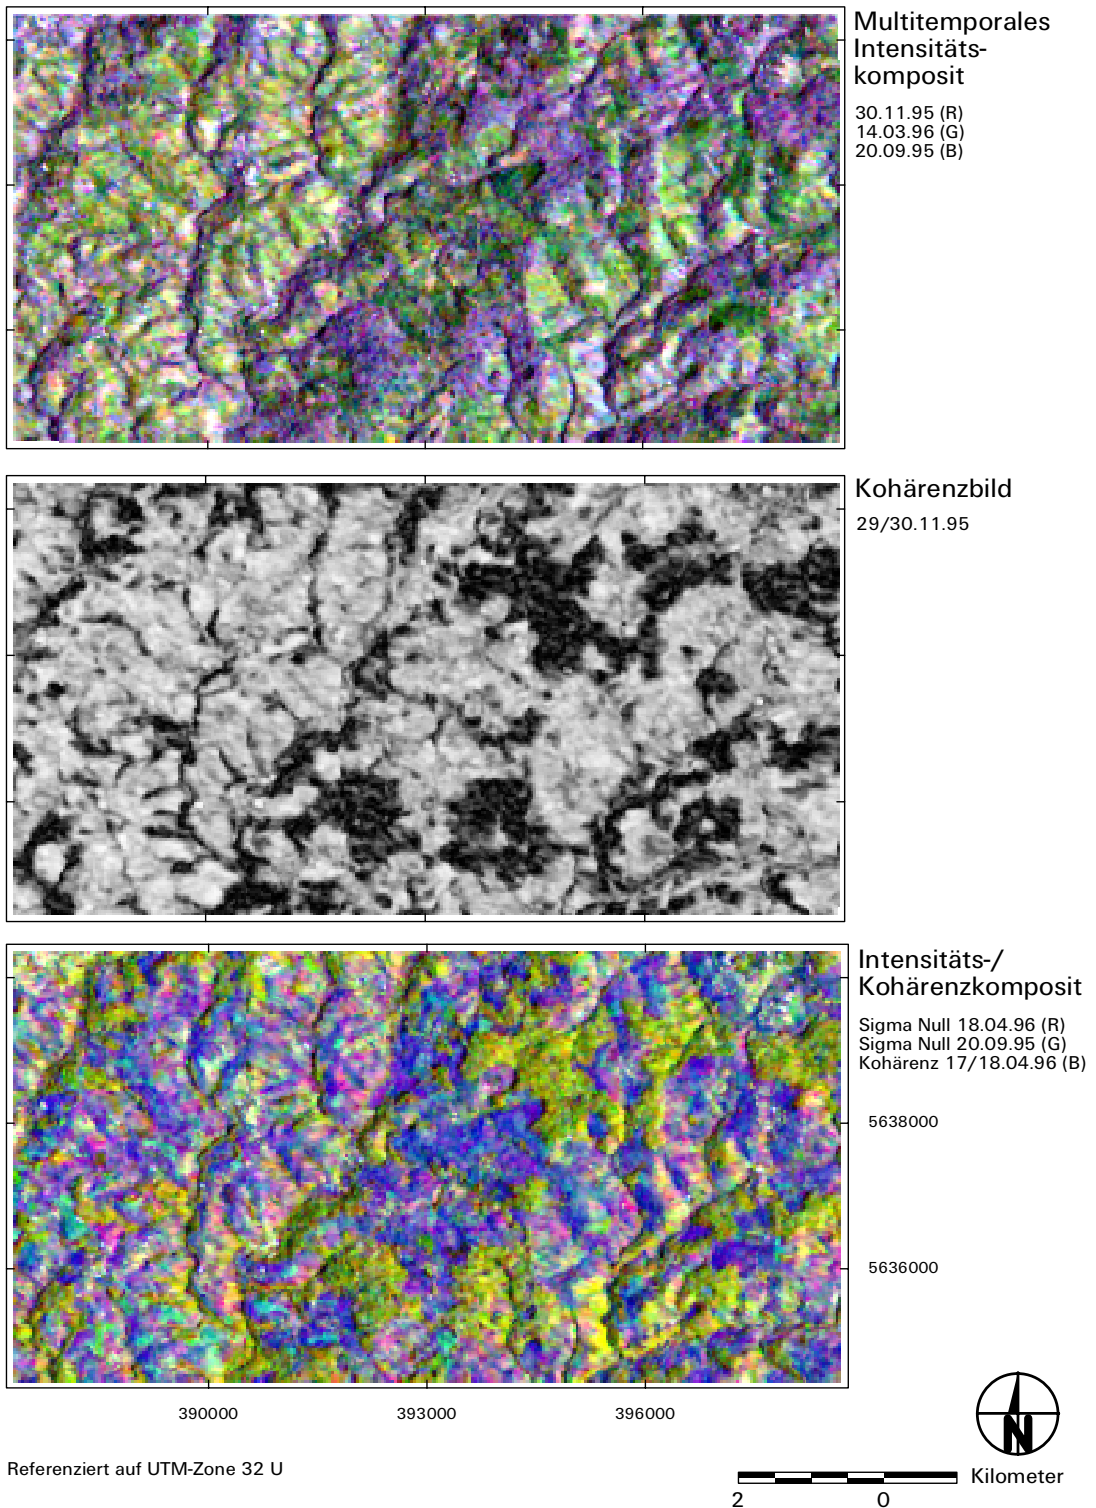 Multitemporales
Intensitäts-
komposit
30.11.95 (R)
14.03.96 (G)
20.09.95 (B)
Kohärenzbild
29/30.11.95
Intensitäts-/
Kohärenzkomposit
Sigma Null 18.04.96 (R)
Sigma Null 20.09.95 (G)
Kohärenz 17/18.04.96 (B)
5638000
5636000
390000 393000 396000
N
Referenziert auf UTM-Zone 32 U
Kilometer
2 0